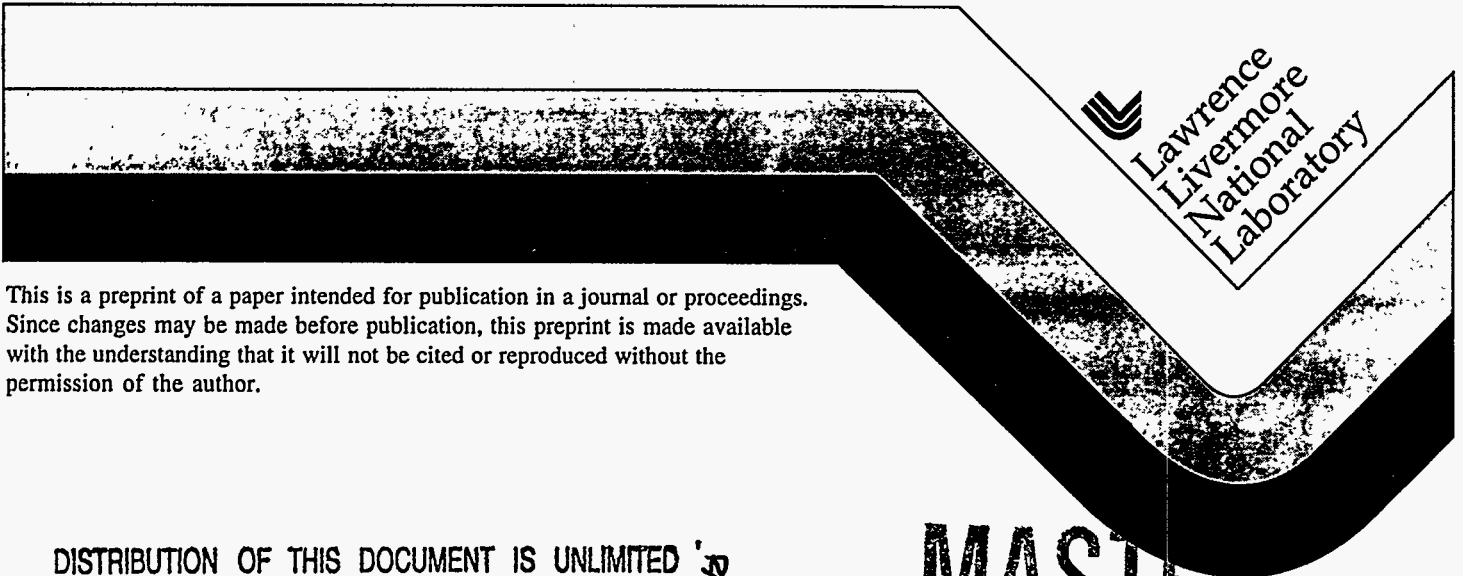 Lawrence
Livermore
National
Laboratory
This is a preprint of a paper intended for publication in a journal or proceedings.
Since changes may be made before publication, this preprint is made available
with the understanding that it will not be cited or reproduced without the
permission of the author.
DISTRIBUTION OF THIS DOCUMENT IS UNLIMITED